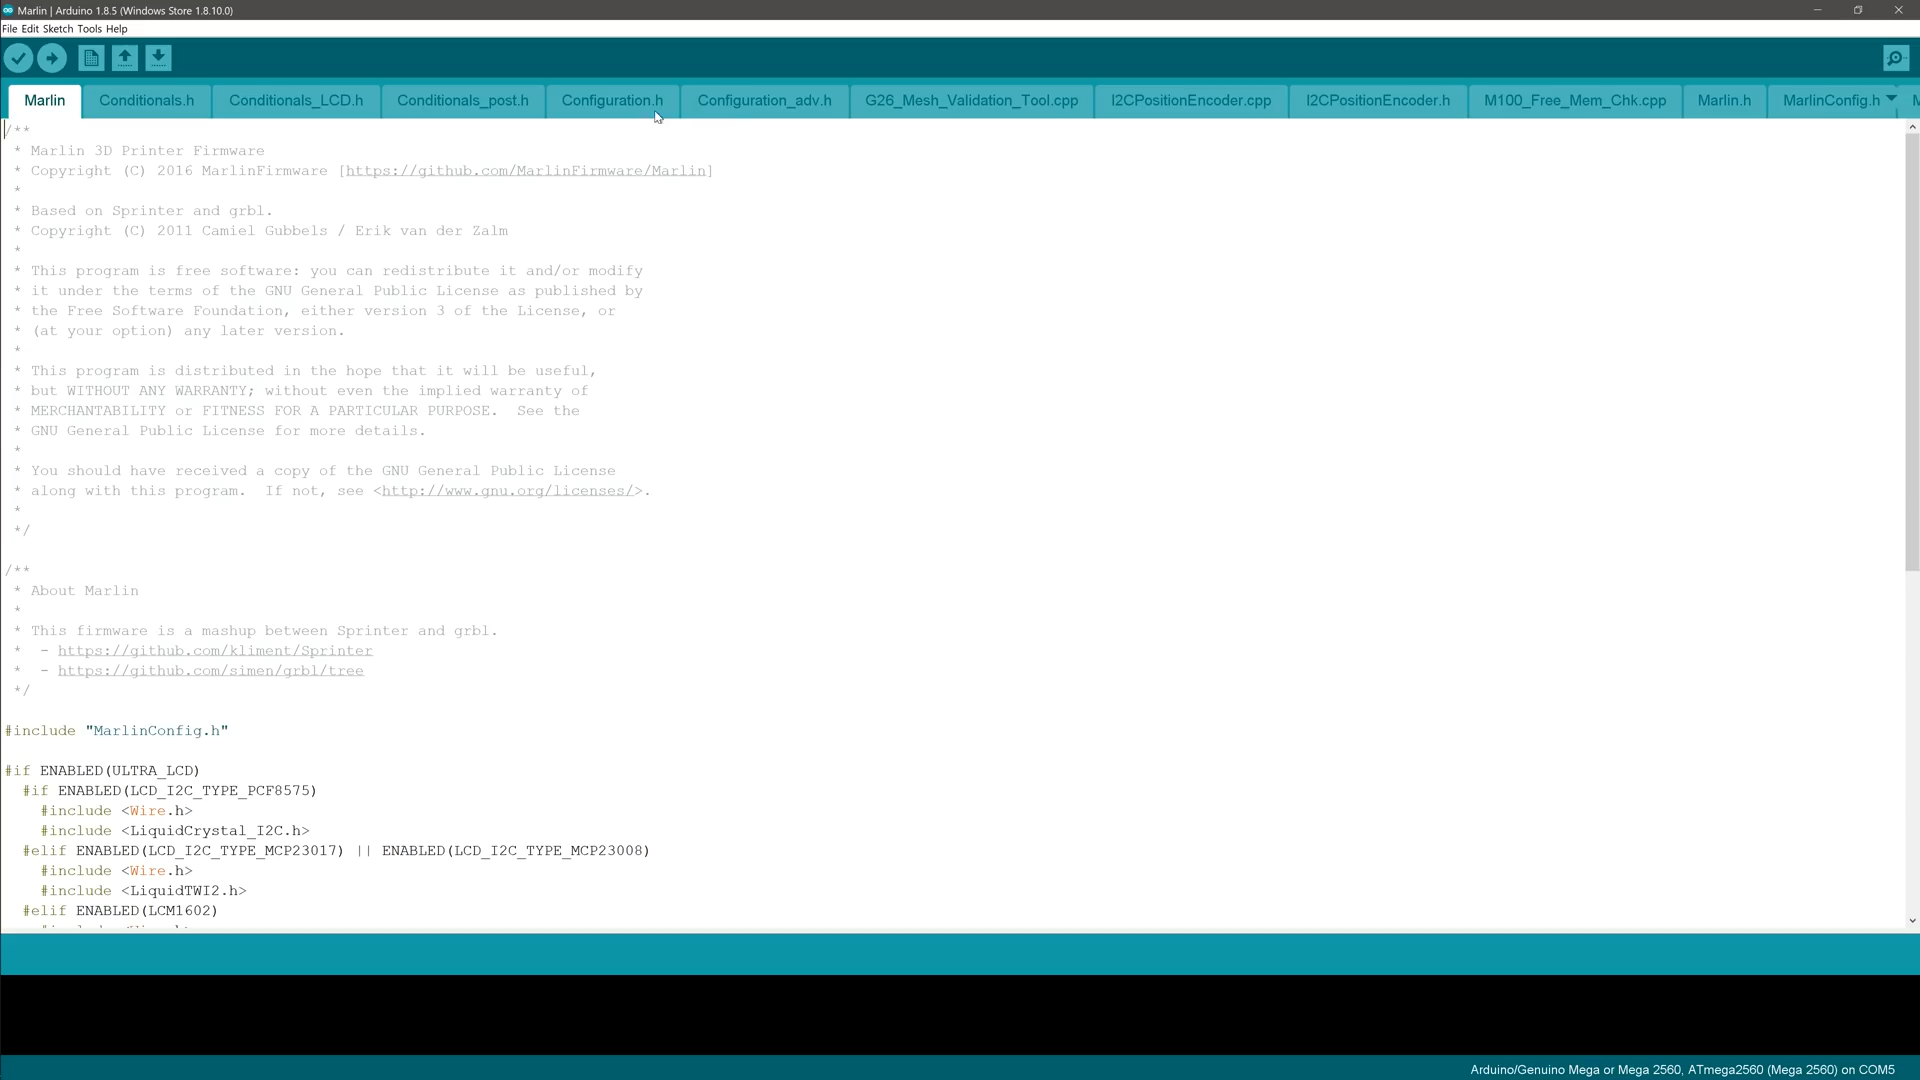 Marlin | Arduino 1.8.5 (Windows Store 1.8.10.0)
File Edit Sketch Tools Help
Marlin Conditionals.h Conditionals_LCD.h Conditionals_post.h Configuration.h Configuration_adv.h G26_Mesh_Validation_Tool.cpp I2CPositionEncoder.cpp I2CPositionEncoder.h M100_Free_Mem_Chk.cpp Marlin.h MarlinConfig.h
/**
* Marlin 3D Printer Firmware
* Copyright (C) 2016 MarlinFirmware [https://github.com/MarlinFirmware/Marlin]
*
* Based on Sprinter and grbl.
* Copyright (C) 2011 Camiel Gubbels / Erik van der Zalm
*
* This program is free software: you can redistribute it and/or modify
* it under the terms of the GNU General Public License as published by
* the Free Software Foundation, either version 3 of the License, or
* (at your option) any later version.
*
* This program is distributed in the hope that it will be useful,
* but WITHOUT ANY WARRANTY; without even the implied warranty of
* MERCHANTABILITY or FITNESS FOR A PARTICULAR PURPOSE.  See the
* GNU General Public License for more details.
*
* You should have received a copy of the GNU General Public License
* along with this program.  If not, see <http://www.gnu.org/licenses/>.
*
*/
/**
* About Marlin
*
* This firmware is a mashup between Sprinter and grbl.
*  - https://github.com/kliment/Sprinter
*  - https://github.com/simen/grbl/tree
*/
#include "MarlinConfig.h"
#if ENABLED(ULTRA_LCD)
#if ENABLED(LCD_I2C_TYPE_PCF8575)
#include <Wire.h>
#include <LiquidCrystal_I2C.h>
#elif ENABLED(LCD_I2C_TYPE_MCP23017) || ENABLED(LCD_I2C_TYPE_MCP23008)
#include <Wire.h>
#include <LiquidTWI2.h>
#elif ENABLED(LCM1602)
Arduino/Genuino Mega or Mega 2560, ATmega2560 (Mega 2560) on COM5